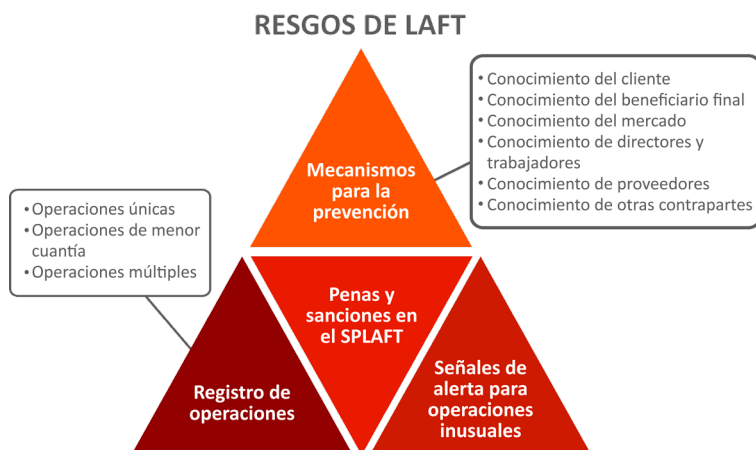 RESGOS DE LAFT
• Conocimiento del cliente
• Conocimiento del beneficiario final
• Conocimiento del mercado
• Conocimiento de directores y
trabajadores
• Conocimiento de proveedores
• Conocimiento de otras contrapartes
Mecanismos
para la
prevención
• Operaciones únicas
• Operaciones de menor
cuantía
• Operaciones múltiples
Penas y
sanciones en
el SPLAFT
Registro de
operaciones
Señales de
alerta para
operaciones
inusuales